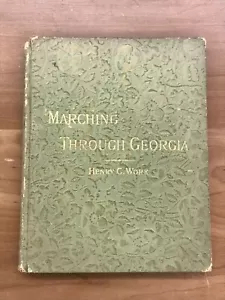 MARCHING
THROUGH GEORGIA
HENRY C. WORK